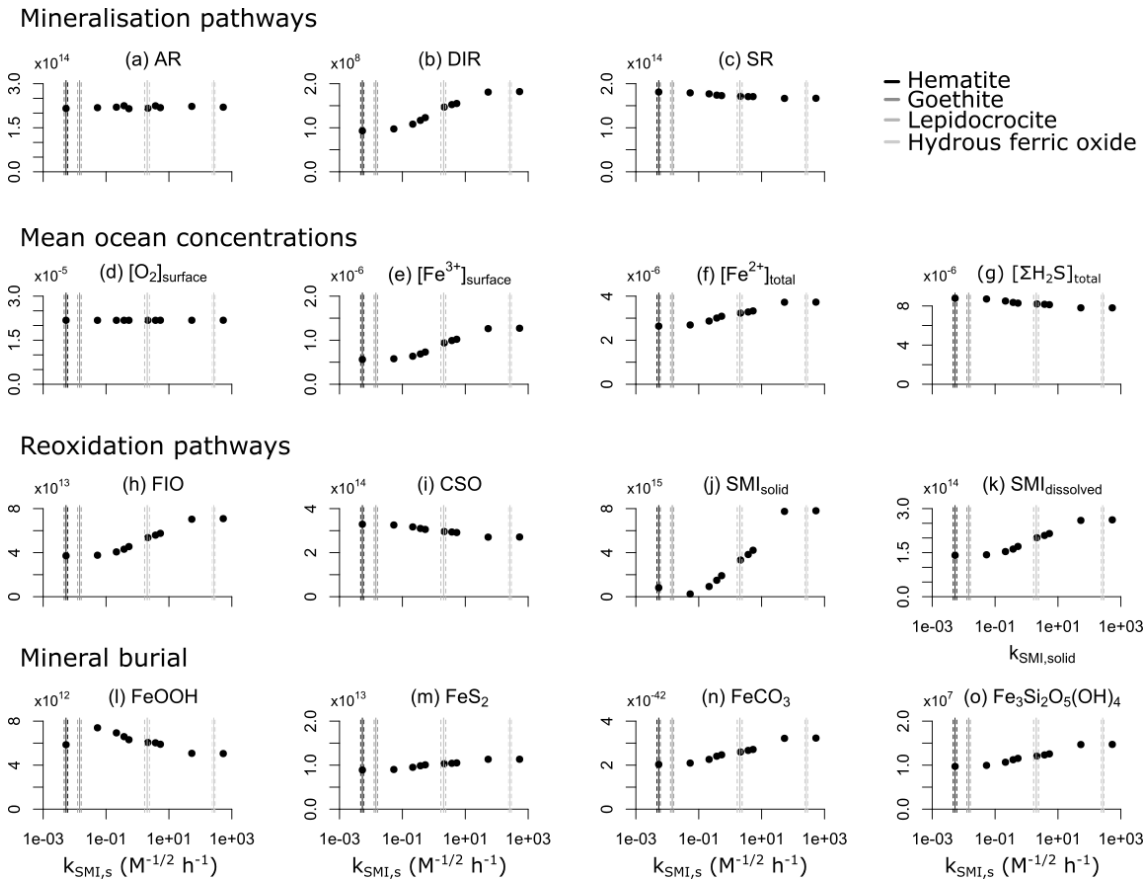 Mineralisation pathways
(a) AR
(b) DIR
(c) SR
x10^14
x10^8
x10^14
0.0 1.5 3.0
0.0 1.0 2.0
0.0 1.0 2.0
Hematite
Goethite
Lepidocrocite
Hydrous ferric oxide
Mean ocean concentrations
(d) [O₂]surface
(e) [Fe³⁺]surface
(f) [Fe²⁺]total
(g) [ΣH₂S]total
x10^-5
x10^-6
x10^-6
x10^-6
0.0 1.5 3.0
0.0 1.0 2.0
0 2 4
0 4 8
Reoxidation pathways
(h) FIO
(i) CSO
(j) SMIsolid
(k) SMIdissolved
x10^13
x10^14
x10^15
x10^14
0 4 8
0 2 4
0 2 4 6 8
0.0 1.5 3.0
1e-03 1e-01 1e+01 1e+03
kSMI,solid
Mineral burial
(l) FeOOH
(m) FeS₂
(n) FeCO₃
(o) Fe₃Si₂O₅(OH)₄
x10^12
x10^13
x10^-42
x10^7
0 4 8
0.0 1.0 2.0
0 2 4
0.0 1.0 2.0
1e-03 1e-01 1e+01 1e+03
1e-03 1e-01 1e+01 1e+03
1e-03 1e-01 1e+01 1e+03
1e-03 1e-01 1e+01 1e+03
kSMI,s (M^-1/2 h^-1)
kSMI,s (M^-1/2 h^-1)
kSMI,s (M^-1/2 h^-1)
kSMI,s (M^-1/2 h^-1)